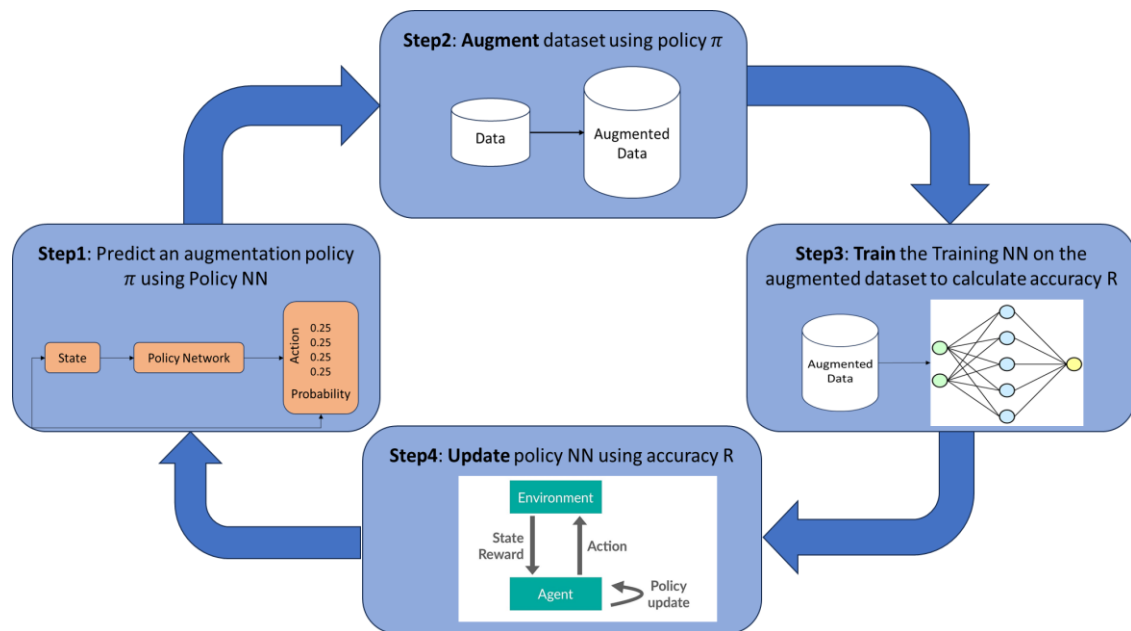 Step1: Predict an augmentation policy
π using Policy NN
State
Policy Network
Action
0.25
0.25
0.25
0.25
Probability
Step2: Augment dataset using policy π
Data
Augmented
Data
Step3: Train the Training NN on the
augmented dataset to calculate accuracy R
Augmented
Data
Step4: Update policy NN using accuracy R
Environment
State
Reward
Action
Agent
Policy
update